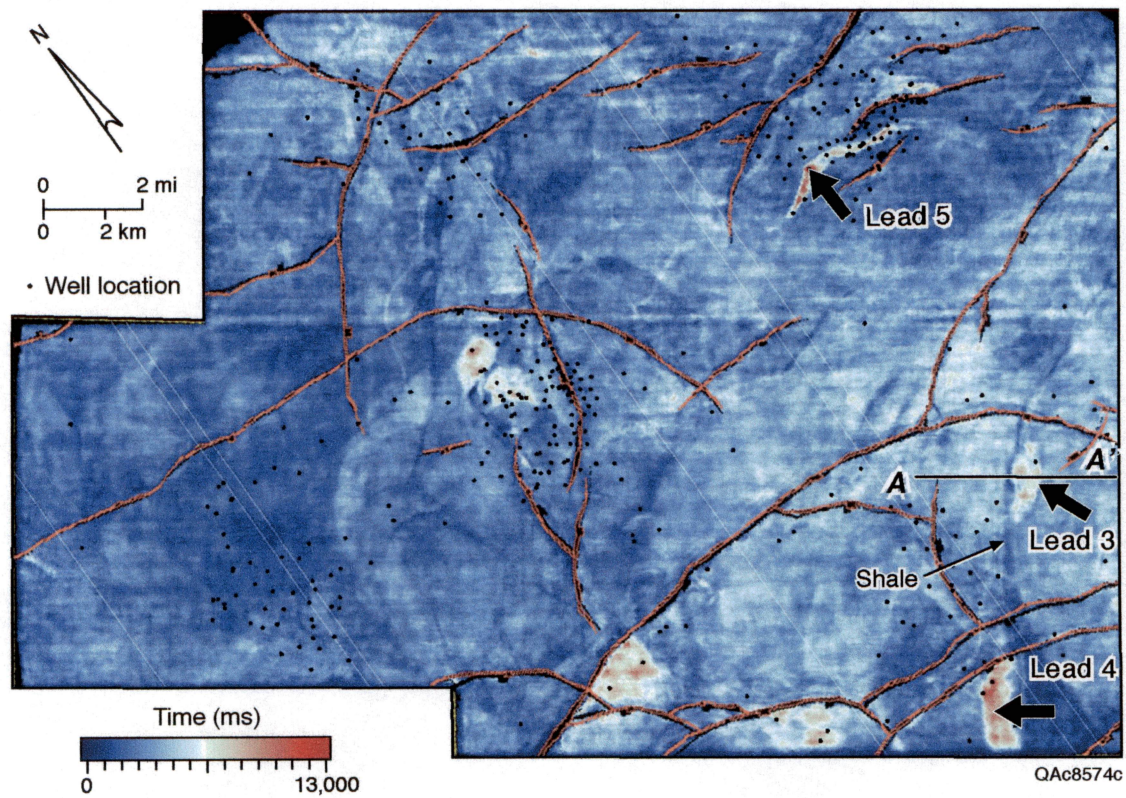 N
0 2 mi
0 2 km
Well location
Lead 5
A A'
Lead 3
Shale
Lead 4
Time (ms)
0 13,000
QAc8574c